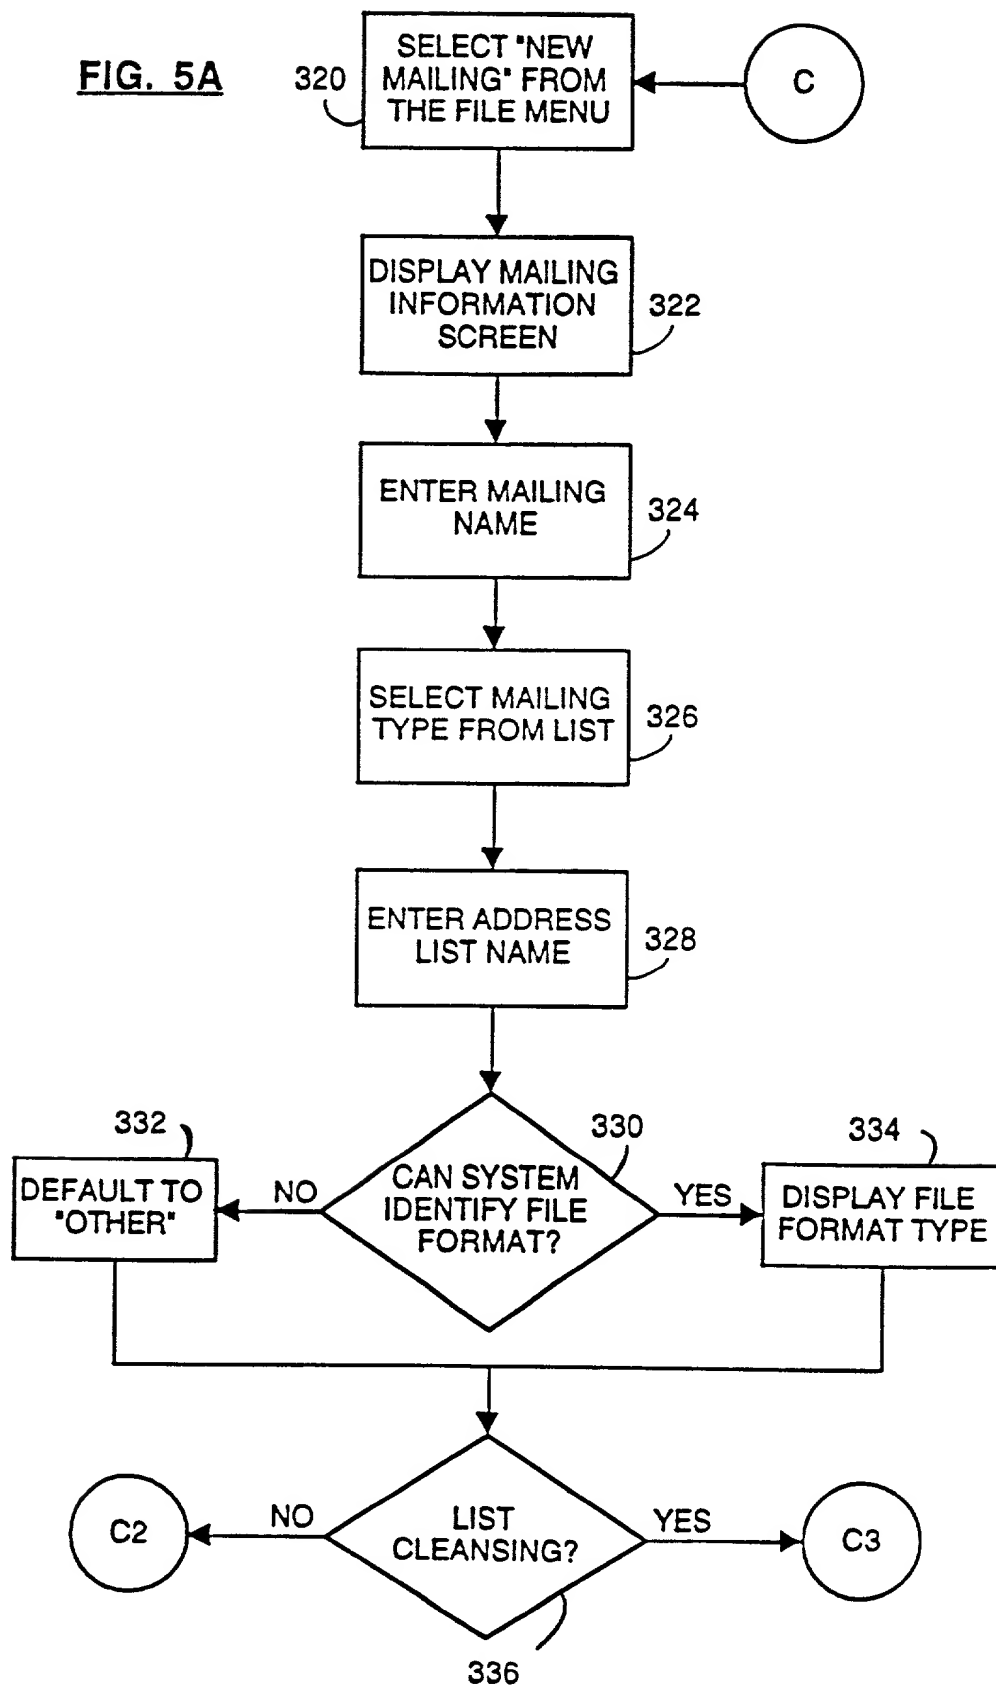 FIG. 5A
320
SELECT "NEW
MAILING" FROM
THE FILE MENU
C
DISPLAY MAILING
INFORMATION
SCREEN
322
ENTER MAILING
NAME
324
SELECT MAILING
TYPE FROM LIST
326
ENTER ADDRESS
LIST NAME
328
332
DEFAULT TO
"OTHER"
NO
330
CAN SYSTEM
IDENTIFY FILE
FORMAT?
YES
334
DISPLAY FILE
FORMAT TYPE
C2
NO
LIST
CLEANSING?
YES
C3
336